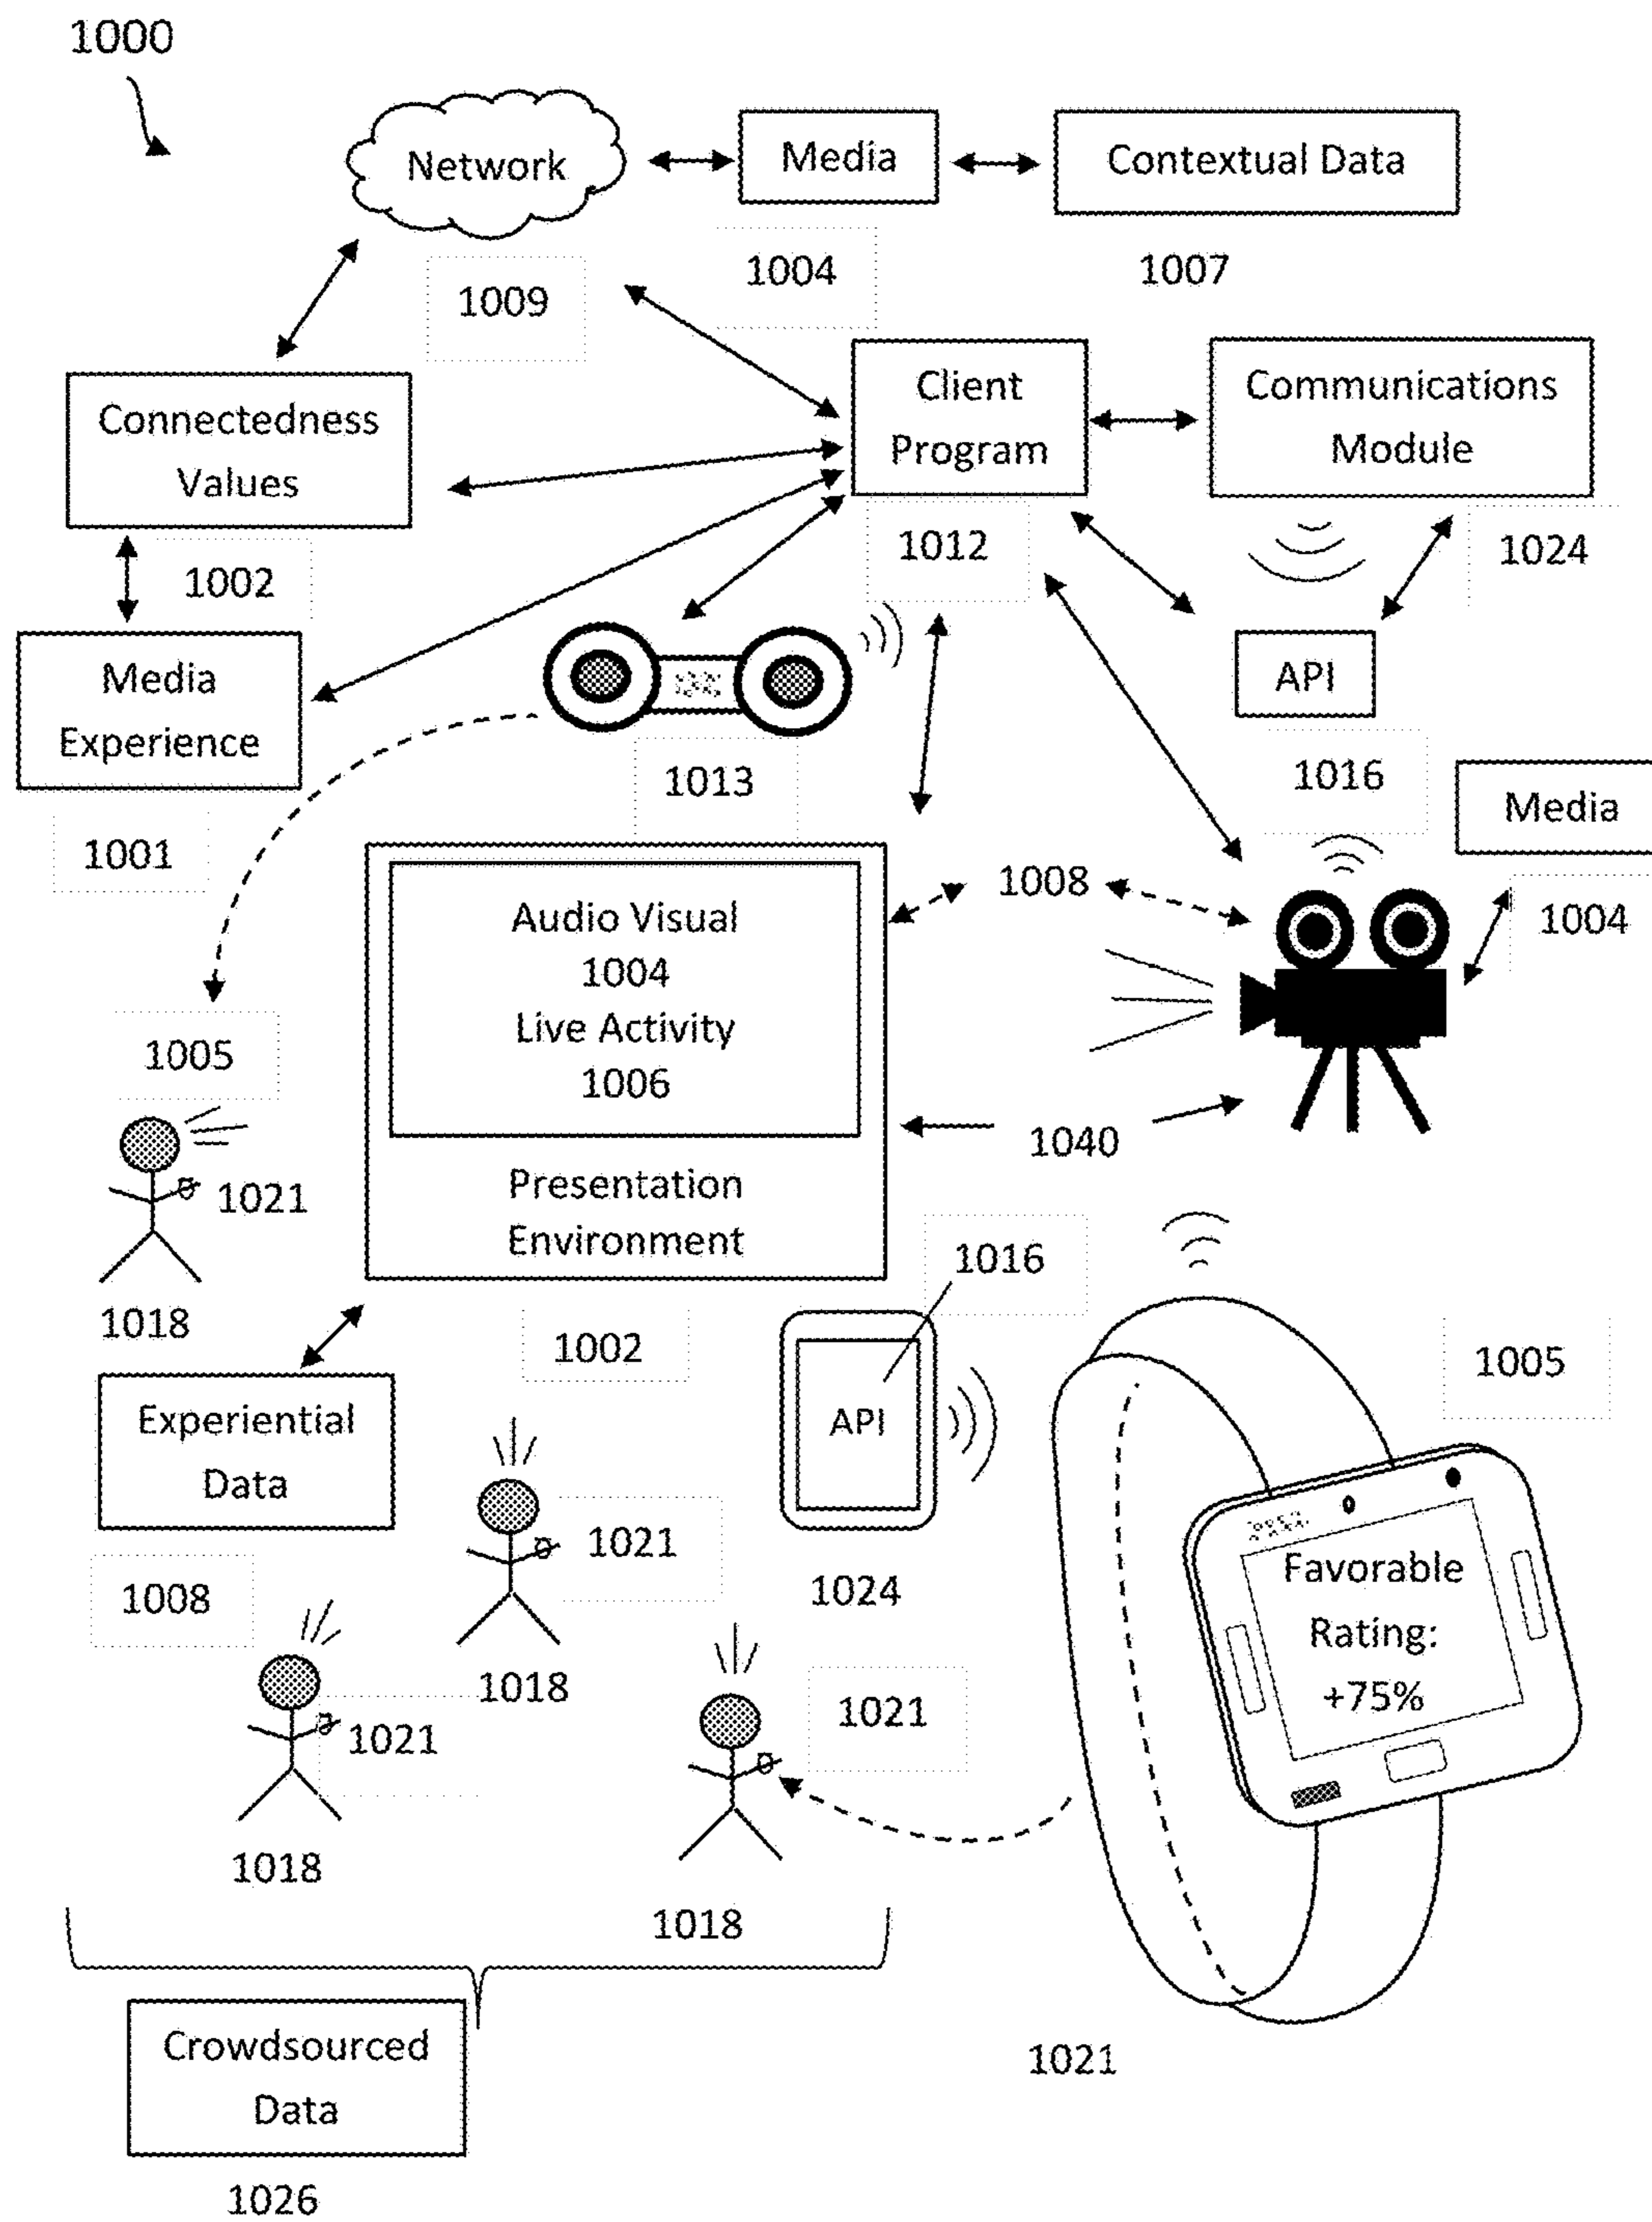 1000
Network
Media
Contextual Data
1009
1004
1007
Connectedness
Values
1002
Client
Program
1012
Communications
Module
1024
Media
Experience
1001
1013
API
1016
Media
1004
Audio Visual
1004
Live Activity
1006
Presentation
Environment
1002
1008
1040
1005
1021
1018
Experiential
Data
1008
1016
API
1024
1021
1018
1021
1018
1021
1018
1005
Favorable
Rating:
+75%
1021
Crowdsourced
Data
1026